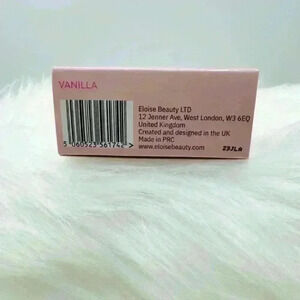 VANILLA
Eloise Beauty LTD
12 Jenner Ave, West London, W3 6EQ
United Kingdom
Created and designed in the UK
Made in PRC
www.eloisebeauty.com
5 060523 561742 >
23JLA